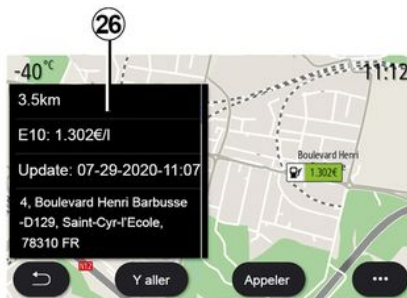 26
-40°C
11:12
3.5km
E10: 1.302€/l
Update: 07-29-2020-11:07
4, Boulevard Henri Barbusse
-D129, Saint-Cyr-l'Ecole,
78310 FR
Boulevard Henri
1.302€
N12
Y aller
Appeler